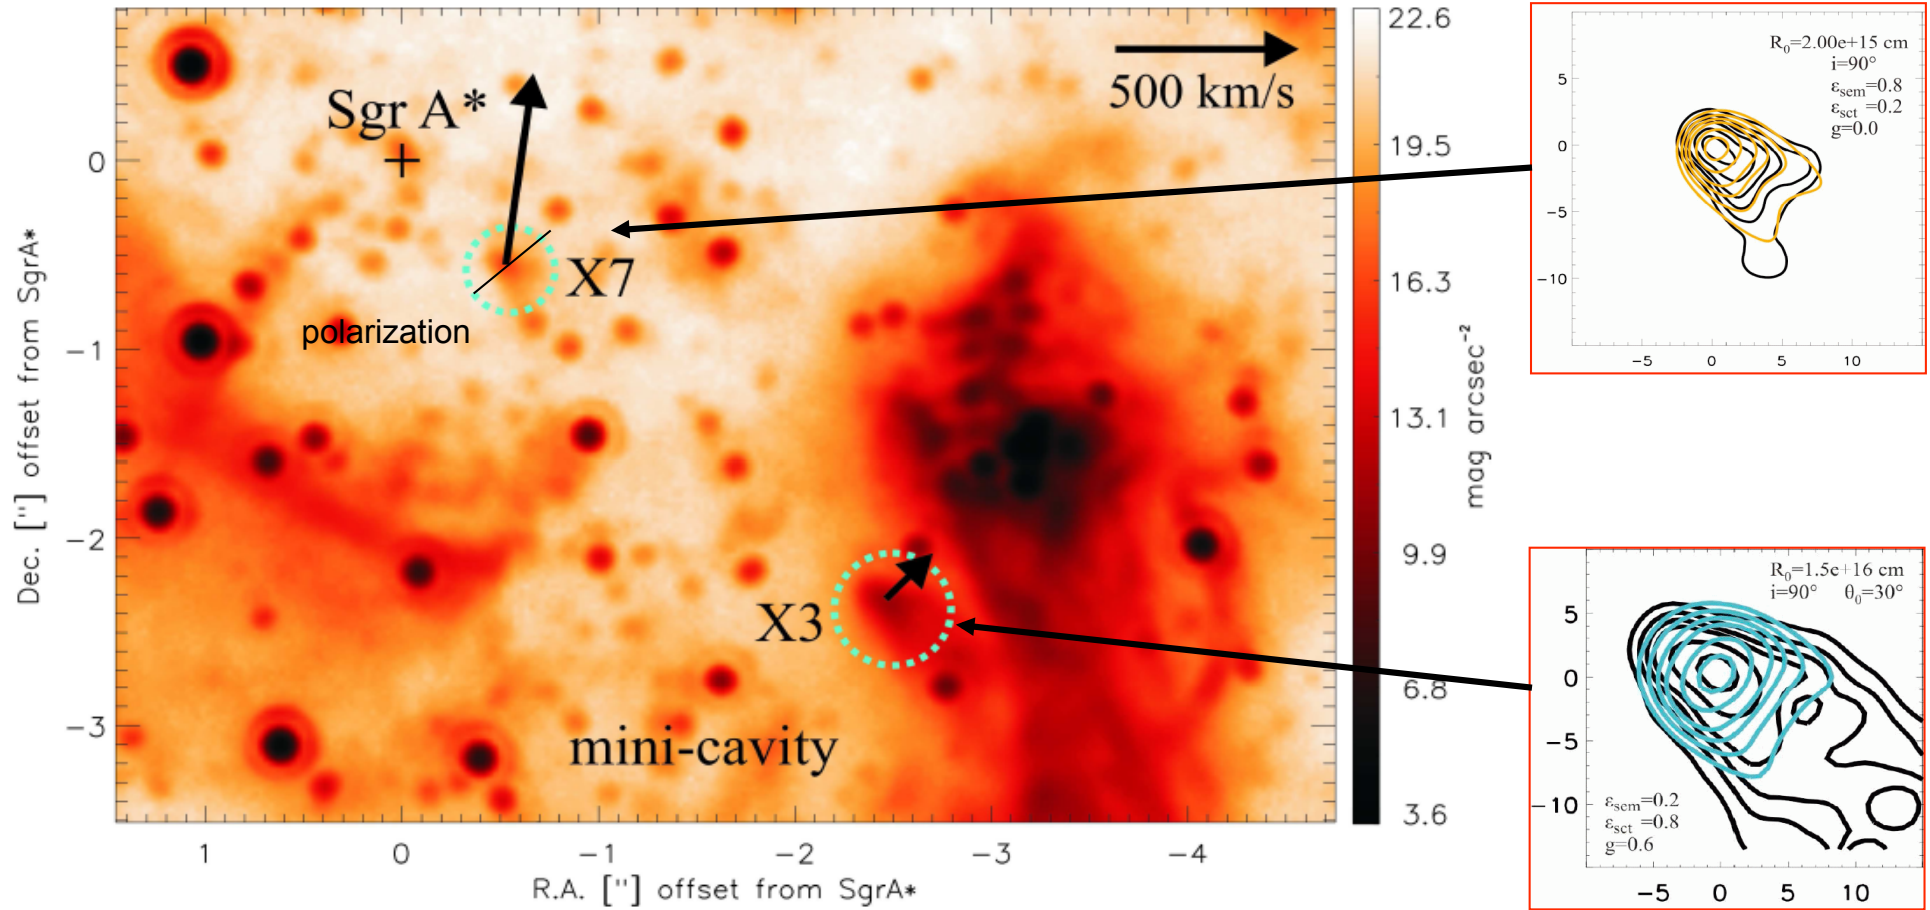 Sgr A*
500 km/s
X7
polarization
X3
mini-cavity
0
−1
−2
−3
Dec. ["] offset from SgrA*
1
0
−1
−2
−3
−4
R.A. ["] offset from SgrA*
22.6
19.5
16.3
13.1
9.9
6.8
3.6
mag arcsec⁻²
R₀=2.00e+15 cm
i=90°
ε_sem=0.8
ε_sct =0.2
g=0.0
5
0
−5
−10
−5
0
5
10
R₀=1.5e+16 cm
i=90° θ₀=30°
5
0
−5
−10
ε_sem=0.2
ε_sct=0.8
g=0.6
−5
0
5
10